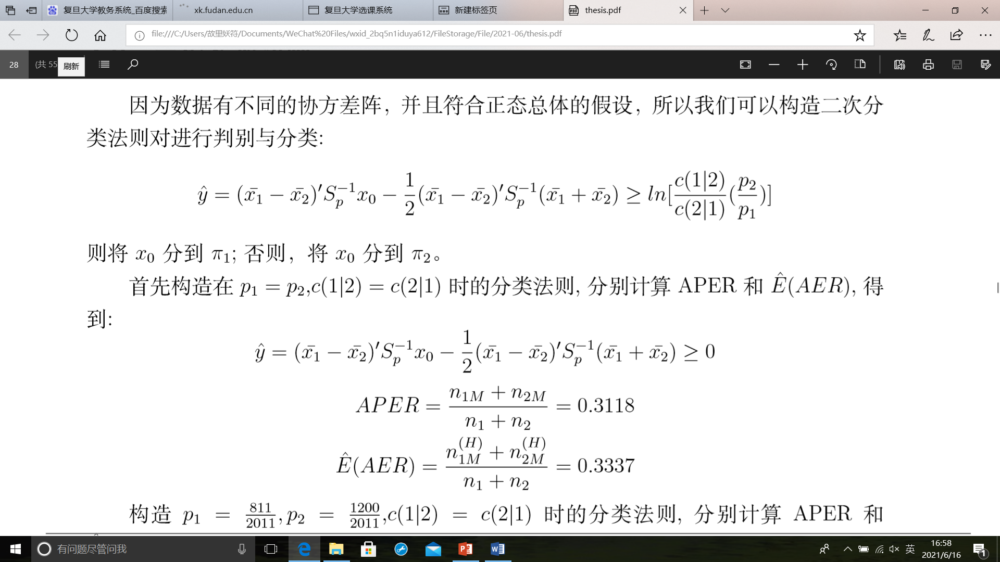 复旦大学教务系统_百度搜索
xk.fudan.edu.cn
复旦大学选课系统
新建标签页
thesis.pdf
file:///C:/Users/故里妖符/Documents/WeChat%20Files/wxid_2bq5n1iduya612/FileStorage/File/2021-06/thesis.pdf
28
(共 55
刷新
因为数据有不同的协方差阵, 并且符合正态总体的假设, 所以我们可以构造二次分
类法则对进行判别与分类:
$\hat{y} = (\bar{x_1} - \bar{x_2})' S_p^{-1} x_0 - \frac{1}{2} (\bar{x_1} - \bar{x_2})' S_p^{-1} (\bar{x_1} + \bar{x_2}) \geq ln[\frac{c(1|2)}{c(2|1)} (\frac{p_2}{p_1})]$
则将 $x_0$ 分到 $\pi_1$; 否则, 将 $x_0$ 分到 $\pi_2$。
首先构造在 $p_1 = p_2$,$c(1|2) = c(2|1)$ 时的分类法则, 分别计算 APER 和 $\hat{E}(AER)$, 得
到:
$\hat{y} = (\bar{x_1} - \bar{x_2})' S_p^{-1} x_0 - \frac{1}{2} (\bar{x_1} - \bar{x_2})' S_p^{-1} (\bar{x_1} + \bar{x_2}) \geq 0$
$APER = \frac{n_{1M} + n_{2M}}{n_1 + n_2} = 0.3118$
$\hat{E}(AER) = \frac{n_{1M}^{(H)} + n_{2M}^{(H)}}{n_1 + n_2} = 0.3337$
构造 $p_1 = \frac{811}{2011}, p_2 = \frac{1200}{2011}$,$c(1|2) = c(2|1)$ 时的分类法则, 分别计算 APER 和
有问题尽管问我
英
16:58
2021/6/16
1